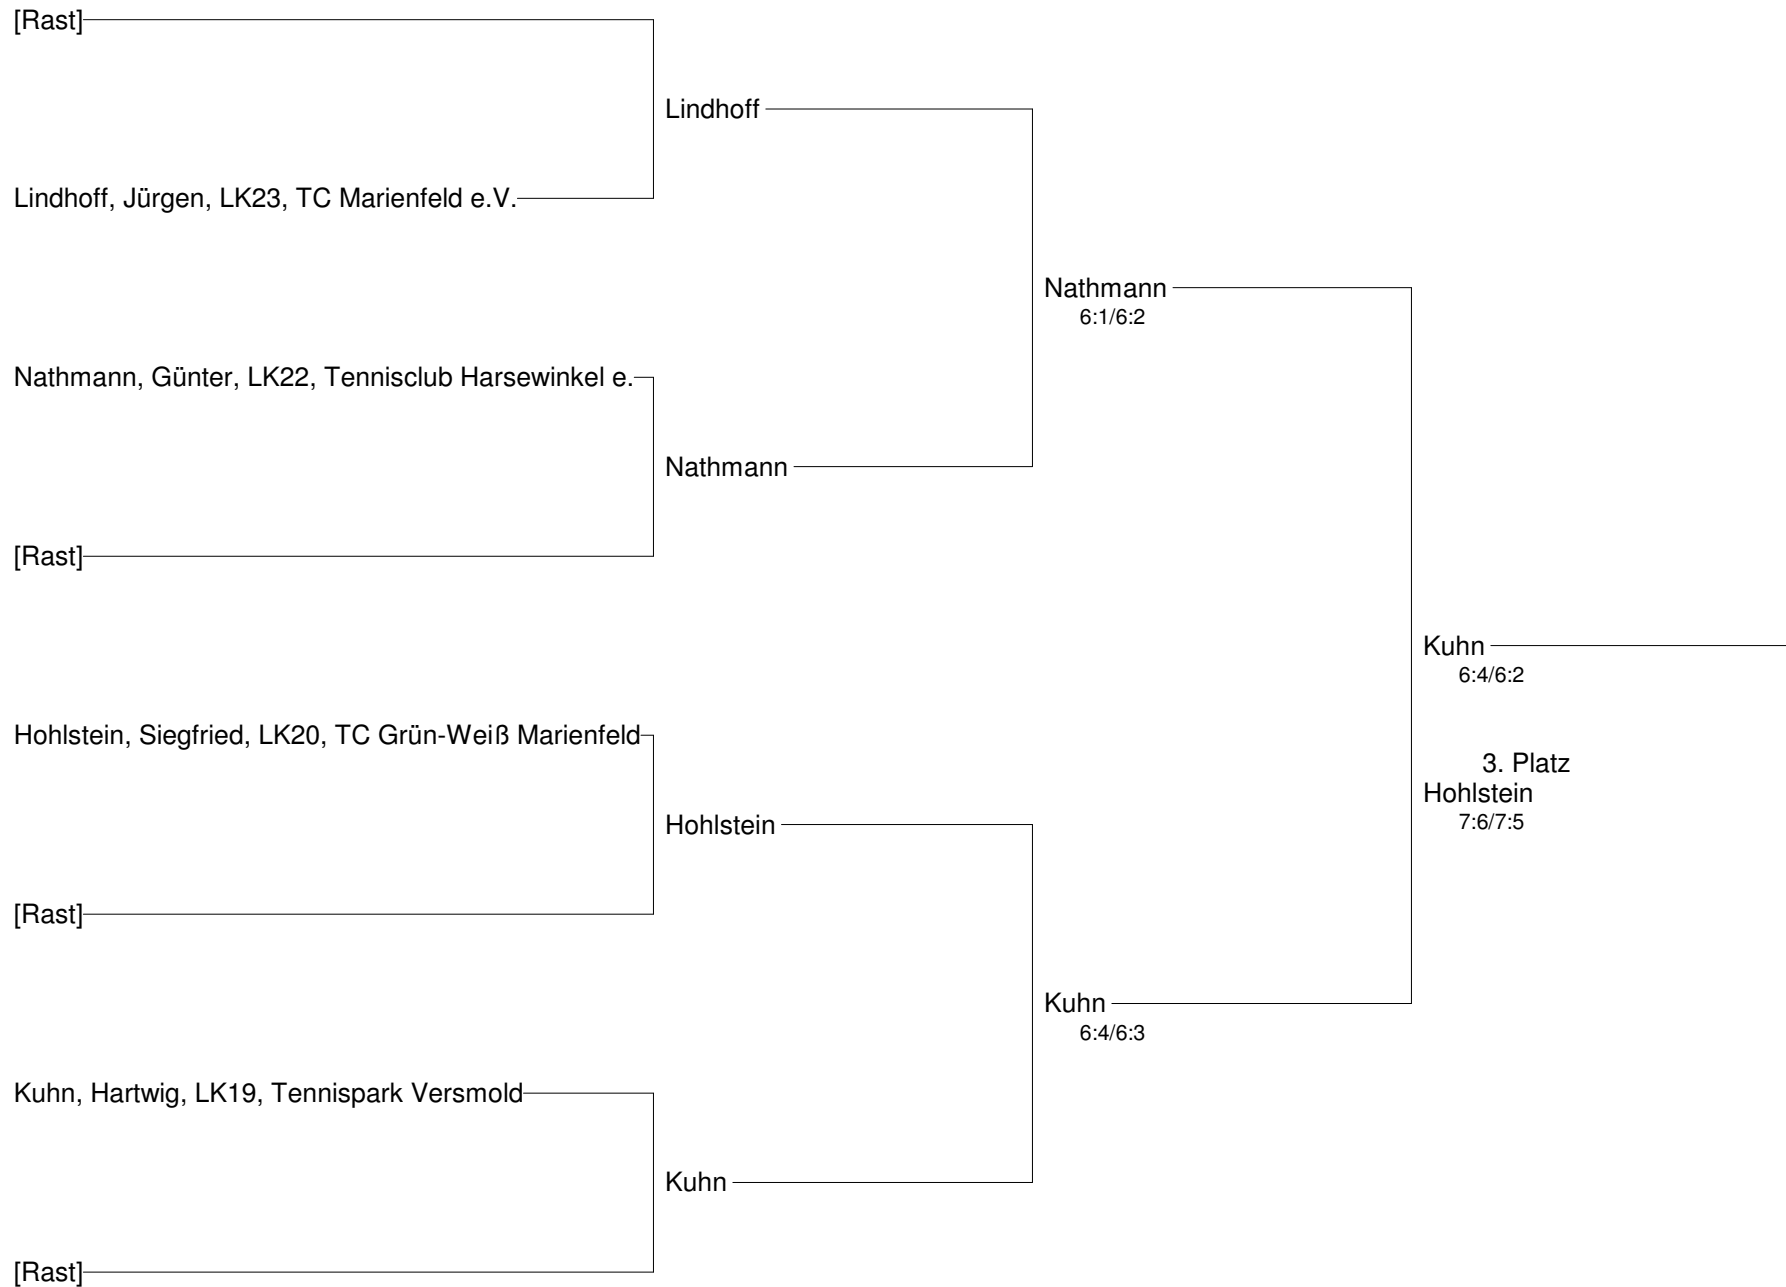 [Rast]
Lindhoff
Lindhoff, Jürgen, LK23, TC Marienfeld e.V.
Nathmann
6:1/6:2
Nathmann, Günter, LK22, Tennisclub Harsewinkel e.
Nathmann
[Rast]
Kuhn
6:4/6:2
Hohlstein, Siegfried, LK20, TC Grün-Weiß Marienfeld
3. Platz
Hohlstein
7:6/7:5
Hohlstein
[Rast]
Kuhn
6:4/6:3
Kuhn, Hartwig, LK19, Tennispark Versmold
Kuhn
[Rast]